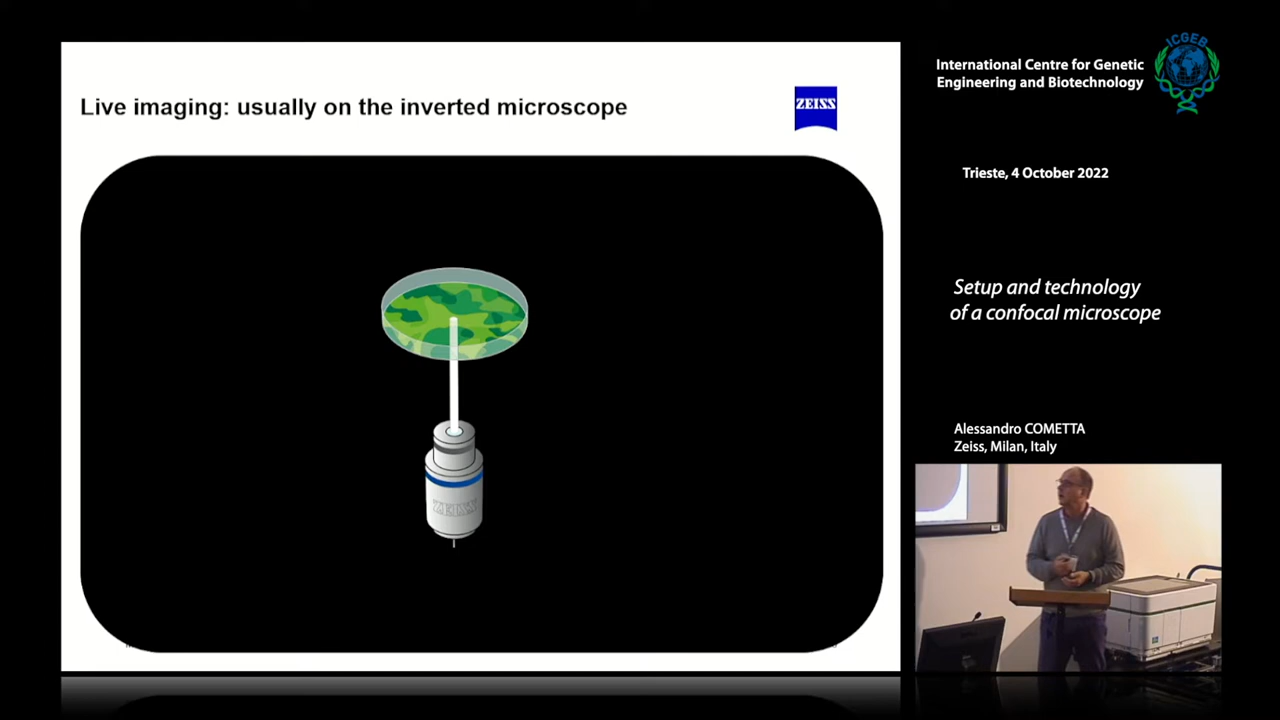 Live imaging: usually on the inverted microscope
ZEISS
ZEISS
International Centre for Genetic
Engineering and Biotechnology
ICGEB
Trieste, 4 October 2022
Setup and technology
of a confocal microscope
Alessandro COMETTA
Zeiss, Milan, Italy